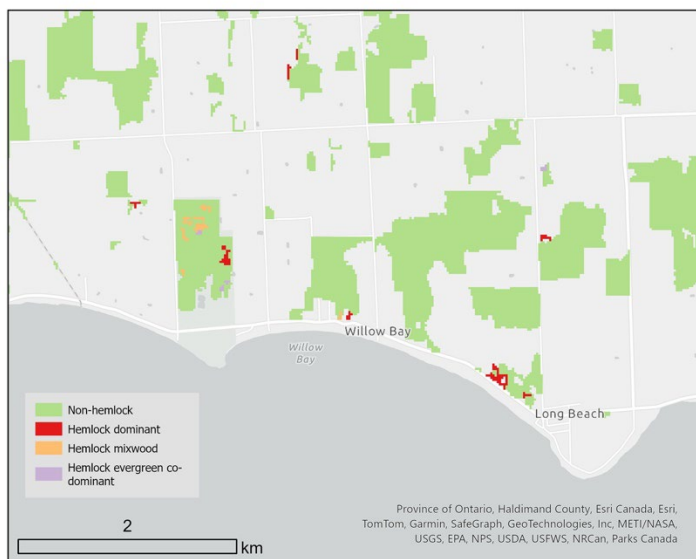 Willow Bay
Willow
Bay
Long Beach
Non-hemlock
Hemlock dominant
Hemlock mixwood
Hemlock evergreen co-
dominant
2
km
Province of Ontario, Haldimand County, Esri Canada, Esri,
TomTom, Garmin, SafeGraph, GeoTechnologies, Inc, METI/NASA,
USGS, EPA, NPS, USDA, USFWS, NRCan, Parks Canada